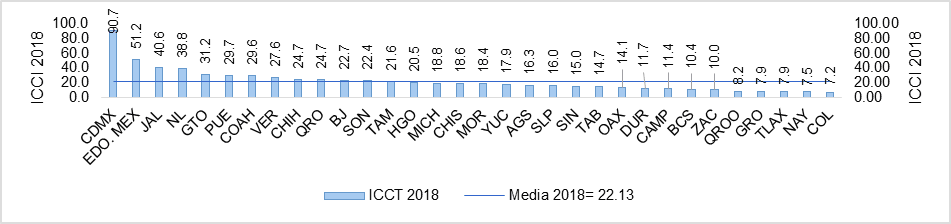 ICCI 2018
100.0
80.0
60.0
40.0
20.0
0.0
90.7
51.2
40.6
38.8
31.2
29.7
29.6
27.6
24.7
24.7
22.7
22.4
21.6
20.5
18.8
18.6
18.4
17.9
16.3
16.0
15.0
14.7
14.1
11.7
11.4
10.4
10.0
8.2
7.9
7.9
7.5
7.2
100.00
80.00
60.00
40.00
20.00
0.00
ICCI 2018
CDMX
EDO. MEX
JAL
NL
GTO
PUE
COAH
VER
CHIH
QRO
BJ
SON
TAM
HGO
MICH
CHIS
MOR
YUC
AGS
SLP
SIN
TAB
OAX
DUR
CAMP
BCS
ZAC
QROO
GRO
TLAX
NAY
COL
ICCT 2018
Media 2018= 22.13